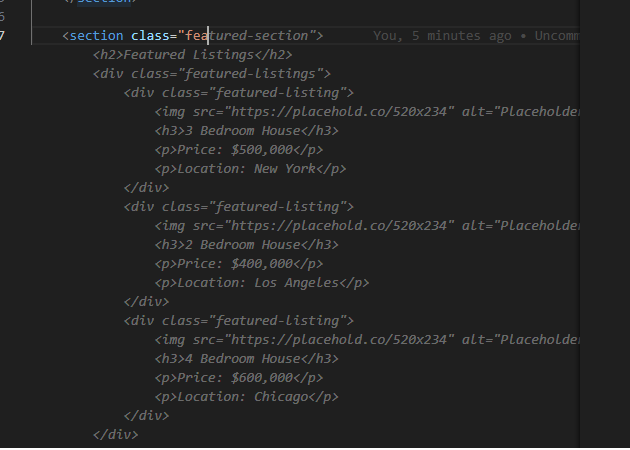 </section>
6
7 <section class="featured-section"> You, 5 minutes ago • Uncomm
<h2>Featured Listings</h2>
<div class="featured-listings">
<div class="featured-listing">
<img src="https://placehold.co/520x234" alt="Placeholder
<h3>3 Bedroom House</h3>
<p>Price: $500,000</p>
<p>Location: New York</p>
</div>
<div class="featured-listing">
<img src="https://placehold.co/520x234" alt="Placeholder
<h3>2 Bedroom House</h3>
<p>Price: $400,000</p>
<p>Location: Los Angeles</p>
</div>
<div class="featured-listing">
<img src="https://placehold.co/520x234" alt="Placeholder
<h3>4 Bedroom House</h3>
<p>Price: $600,000</p>
<p>Location: Chicago</p>
</div>
</div>